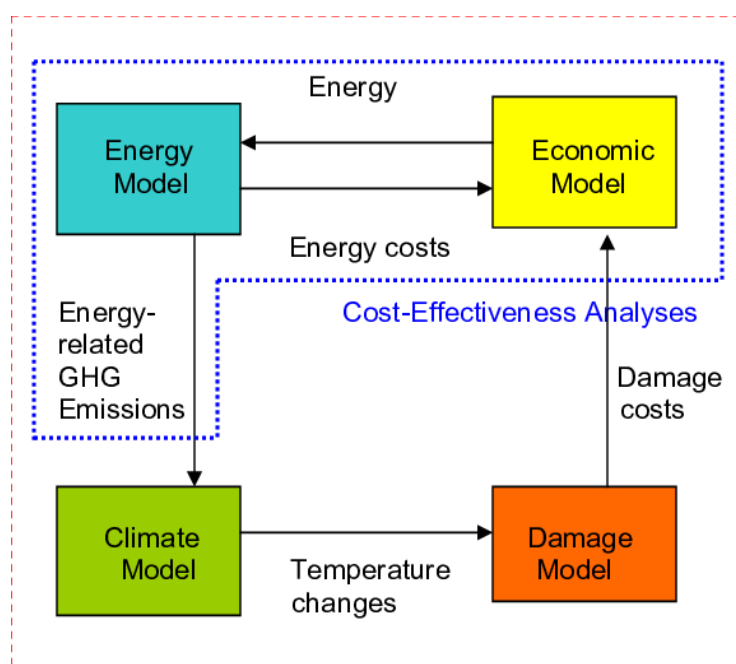 Energy
Energy
Model
Economic
Model
Energy costs
Cost-Effectiveness Analyses
Energy-
related
GHG
Emissions
Damage
costs
Climate
Model
Temperature
changes
Damage
Model